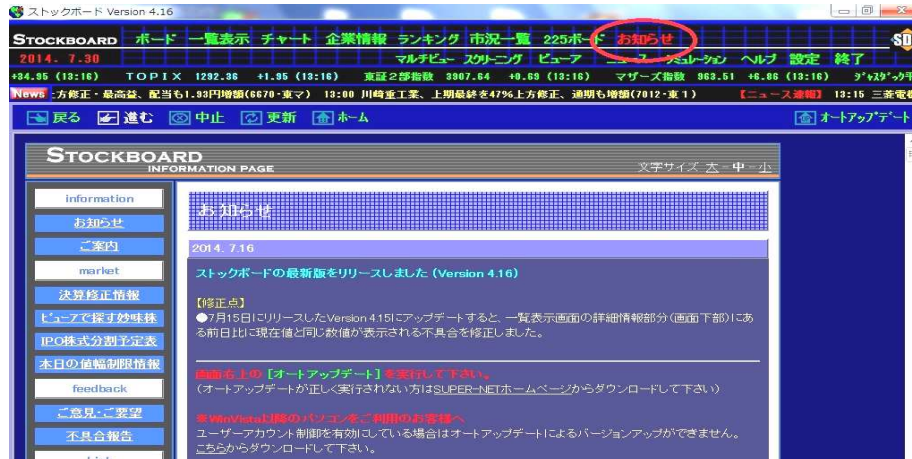 ストックボード Version 4.16
STOCKBOARD ボード 一覧表示 チャート 企業情報 ランキング 市況一覧 225ボード お知らせ
2014. 7.30 マルチビュー スクリーニング ビューア ニュース シミュレーション ヘルプ 設定 終了
+34.95 (13:16) TOPIX 1292.36 +1.95 (13:16) 東証2部指数 3907.64 +0.69 (13:16) マザーズ指数 963.51 +6.86 (13:16)
News 方修正・最高益、配当も1.93円増額(6670・東マ) 13:00 川崎重工業、上期最終を47%上方修正、通期も増額(7012・東1) 【ニュース速報】 13:15 三菱電
戻る 進む 中止 更新 ホーム オートアップデート
STOCKBOARD
INFORMATION PAGE
文字サイズ 大 - 中 - 小
information
お知らせ
ご案内
market
決算修正情報
ビューアで探す妙味株
IPO株式分割予定表
本日の値幅制限情報
feedback
ご意見・ご要望
不具合報告
お知らせ
2014. 7.16
ストックボードの最新版をリリースしました (Version 4.16)
【修正点】
●7月15日にリリースしたVersion 4.15にアップデートすると、一覧表示画面の詳細情報部分(画面下部)にあ
る前日比に現在値と同じ数値が表示される不具合を修正しました。
画面右上の [オートアップデート] を実行して下さい。
(オートアップデートが正しく実行されない方はSUPER-NETホームページからダウンロードして下さい)
※WinVista以降のパソコンをご利用のお客様へ
ユーザーアカウント制御を有効にしている場合はオートアップデートによるバージョンアップができません。
こちらからダウンロードして下さい。